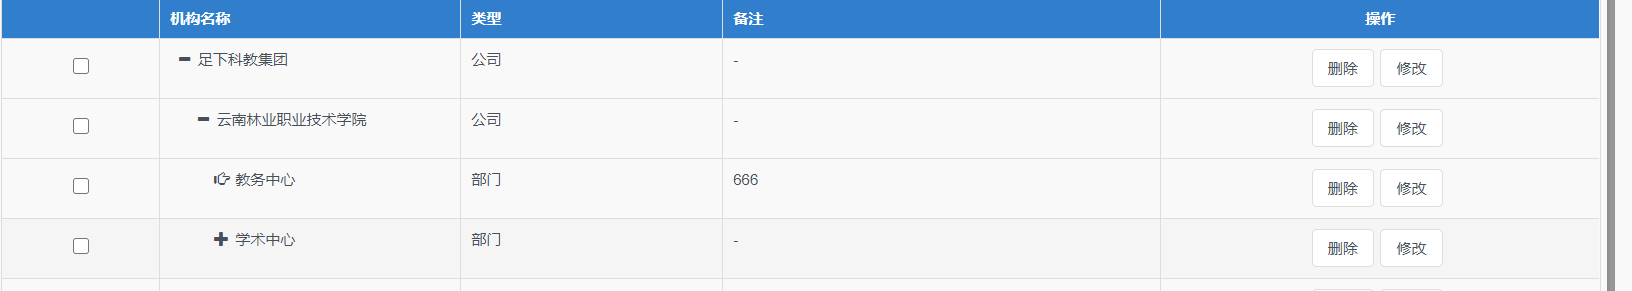 机构名称 类型 备注 操作
足下科教集团 公司 - 删除 修改
云南林业职业技术学院 公司 - 删除 修改
教务中心 部门 666 删除 修改
学术中心 部门 - 删除 修改